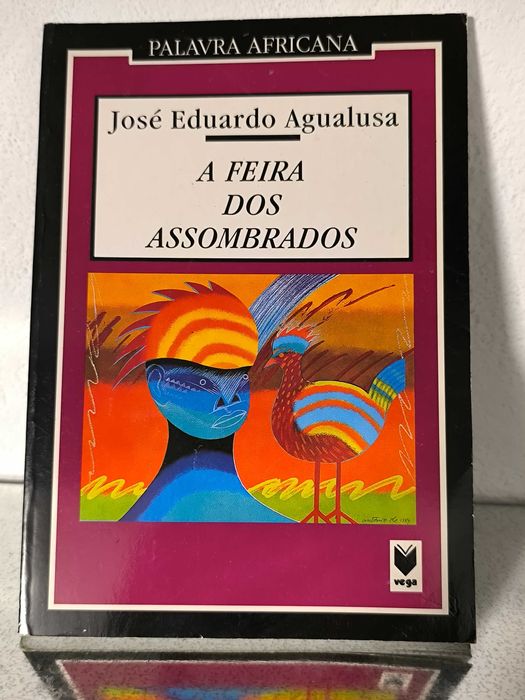 PALAVRA AFRICANA
José Eduardo Agualusa
A FEIRA
DOS
ASSOMBRADOS
vega